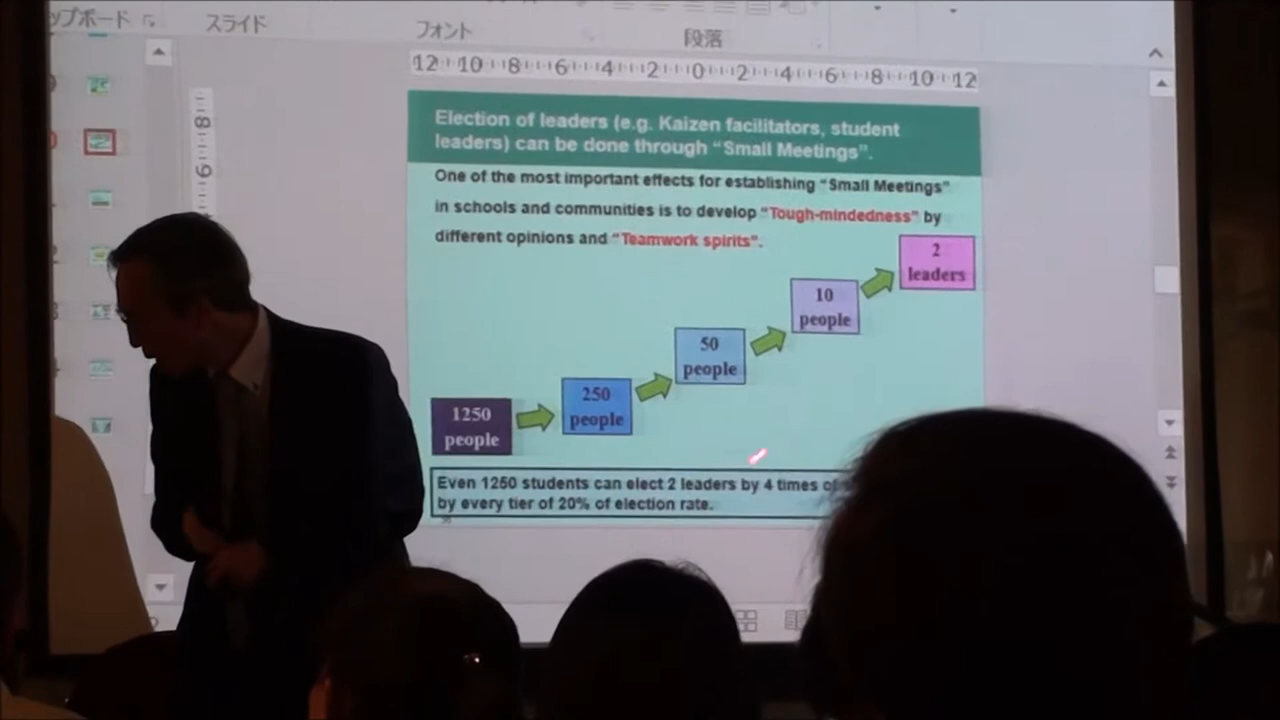 ップボード
スライド
フォント
段落
12 10 8 6 4 2 0 2 4 6 8 10 12
8
6
Election of leaders (e.g. Kaizen facilitators, student
leaders) can be done through “Small Meetings”.
One of the most important effects for establishing “Small Meetings”
in schools and communities is to develop “Tough-mindedness” by
different opinions and “Teamwork spirits”.
2
leaders
10
people
50
people
250
people
1250
people
Even 1250 students can elect 2 leaders by 4 times
by every tier of 20% of election rate.